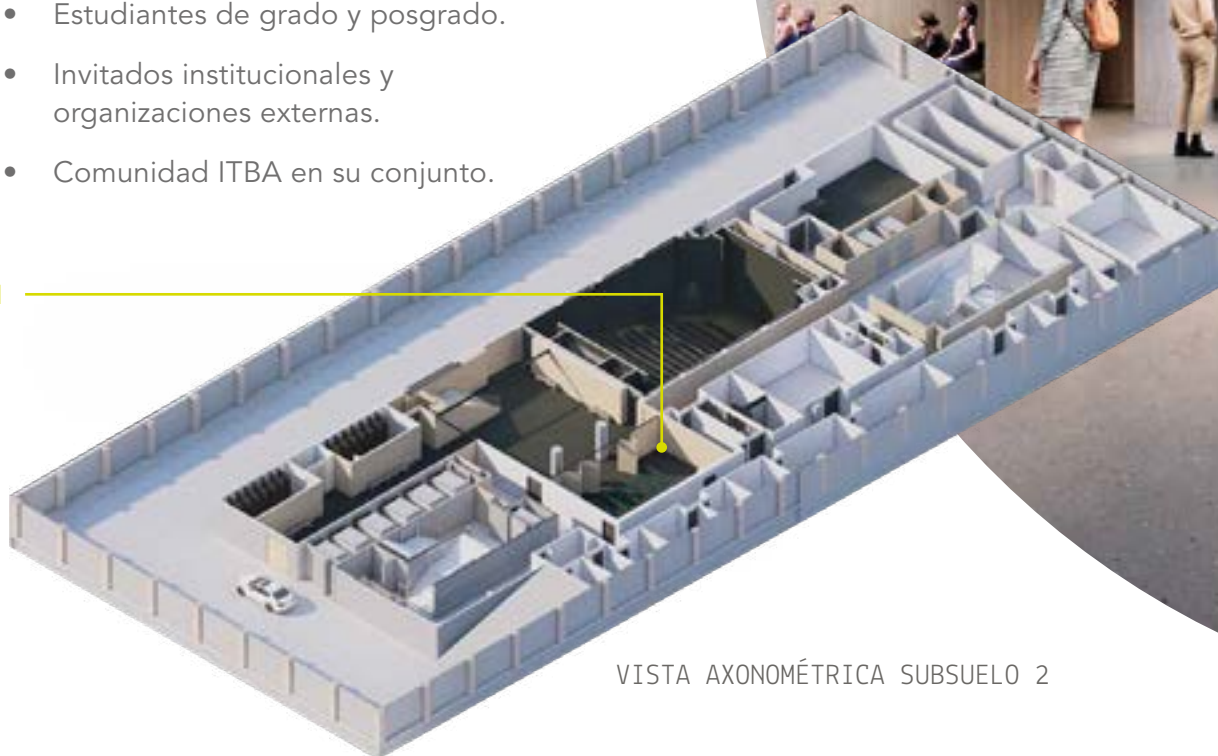 • Estudiantes de grado y posgrado.
• Invitados institucionales y
organizaciones externas.
• Comunidad ITBA en su conjunto.
VISTA AXONOMÉTRICA SUBSUELO 2